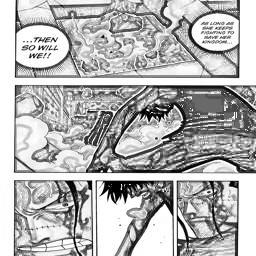 AS LONG AS
SHE KEEPS
FIGHTING TO
SAVE HER
KINGDOM...
...THEN
SO WILL
WE!!